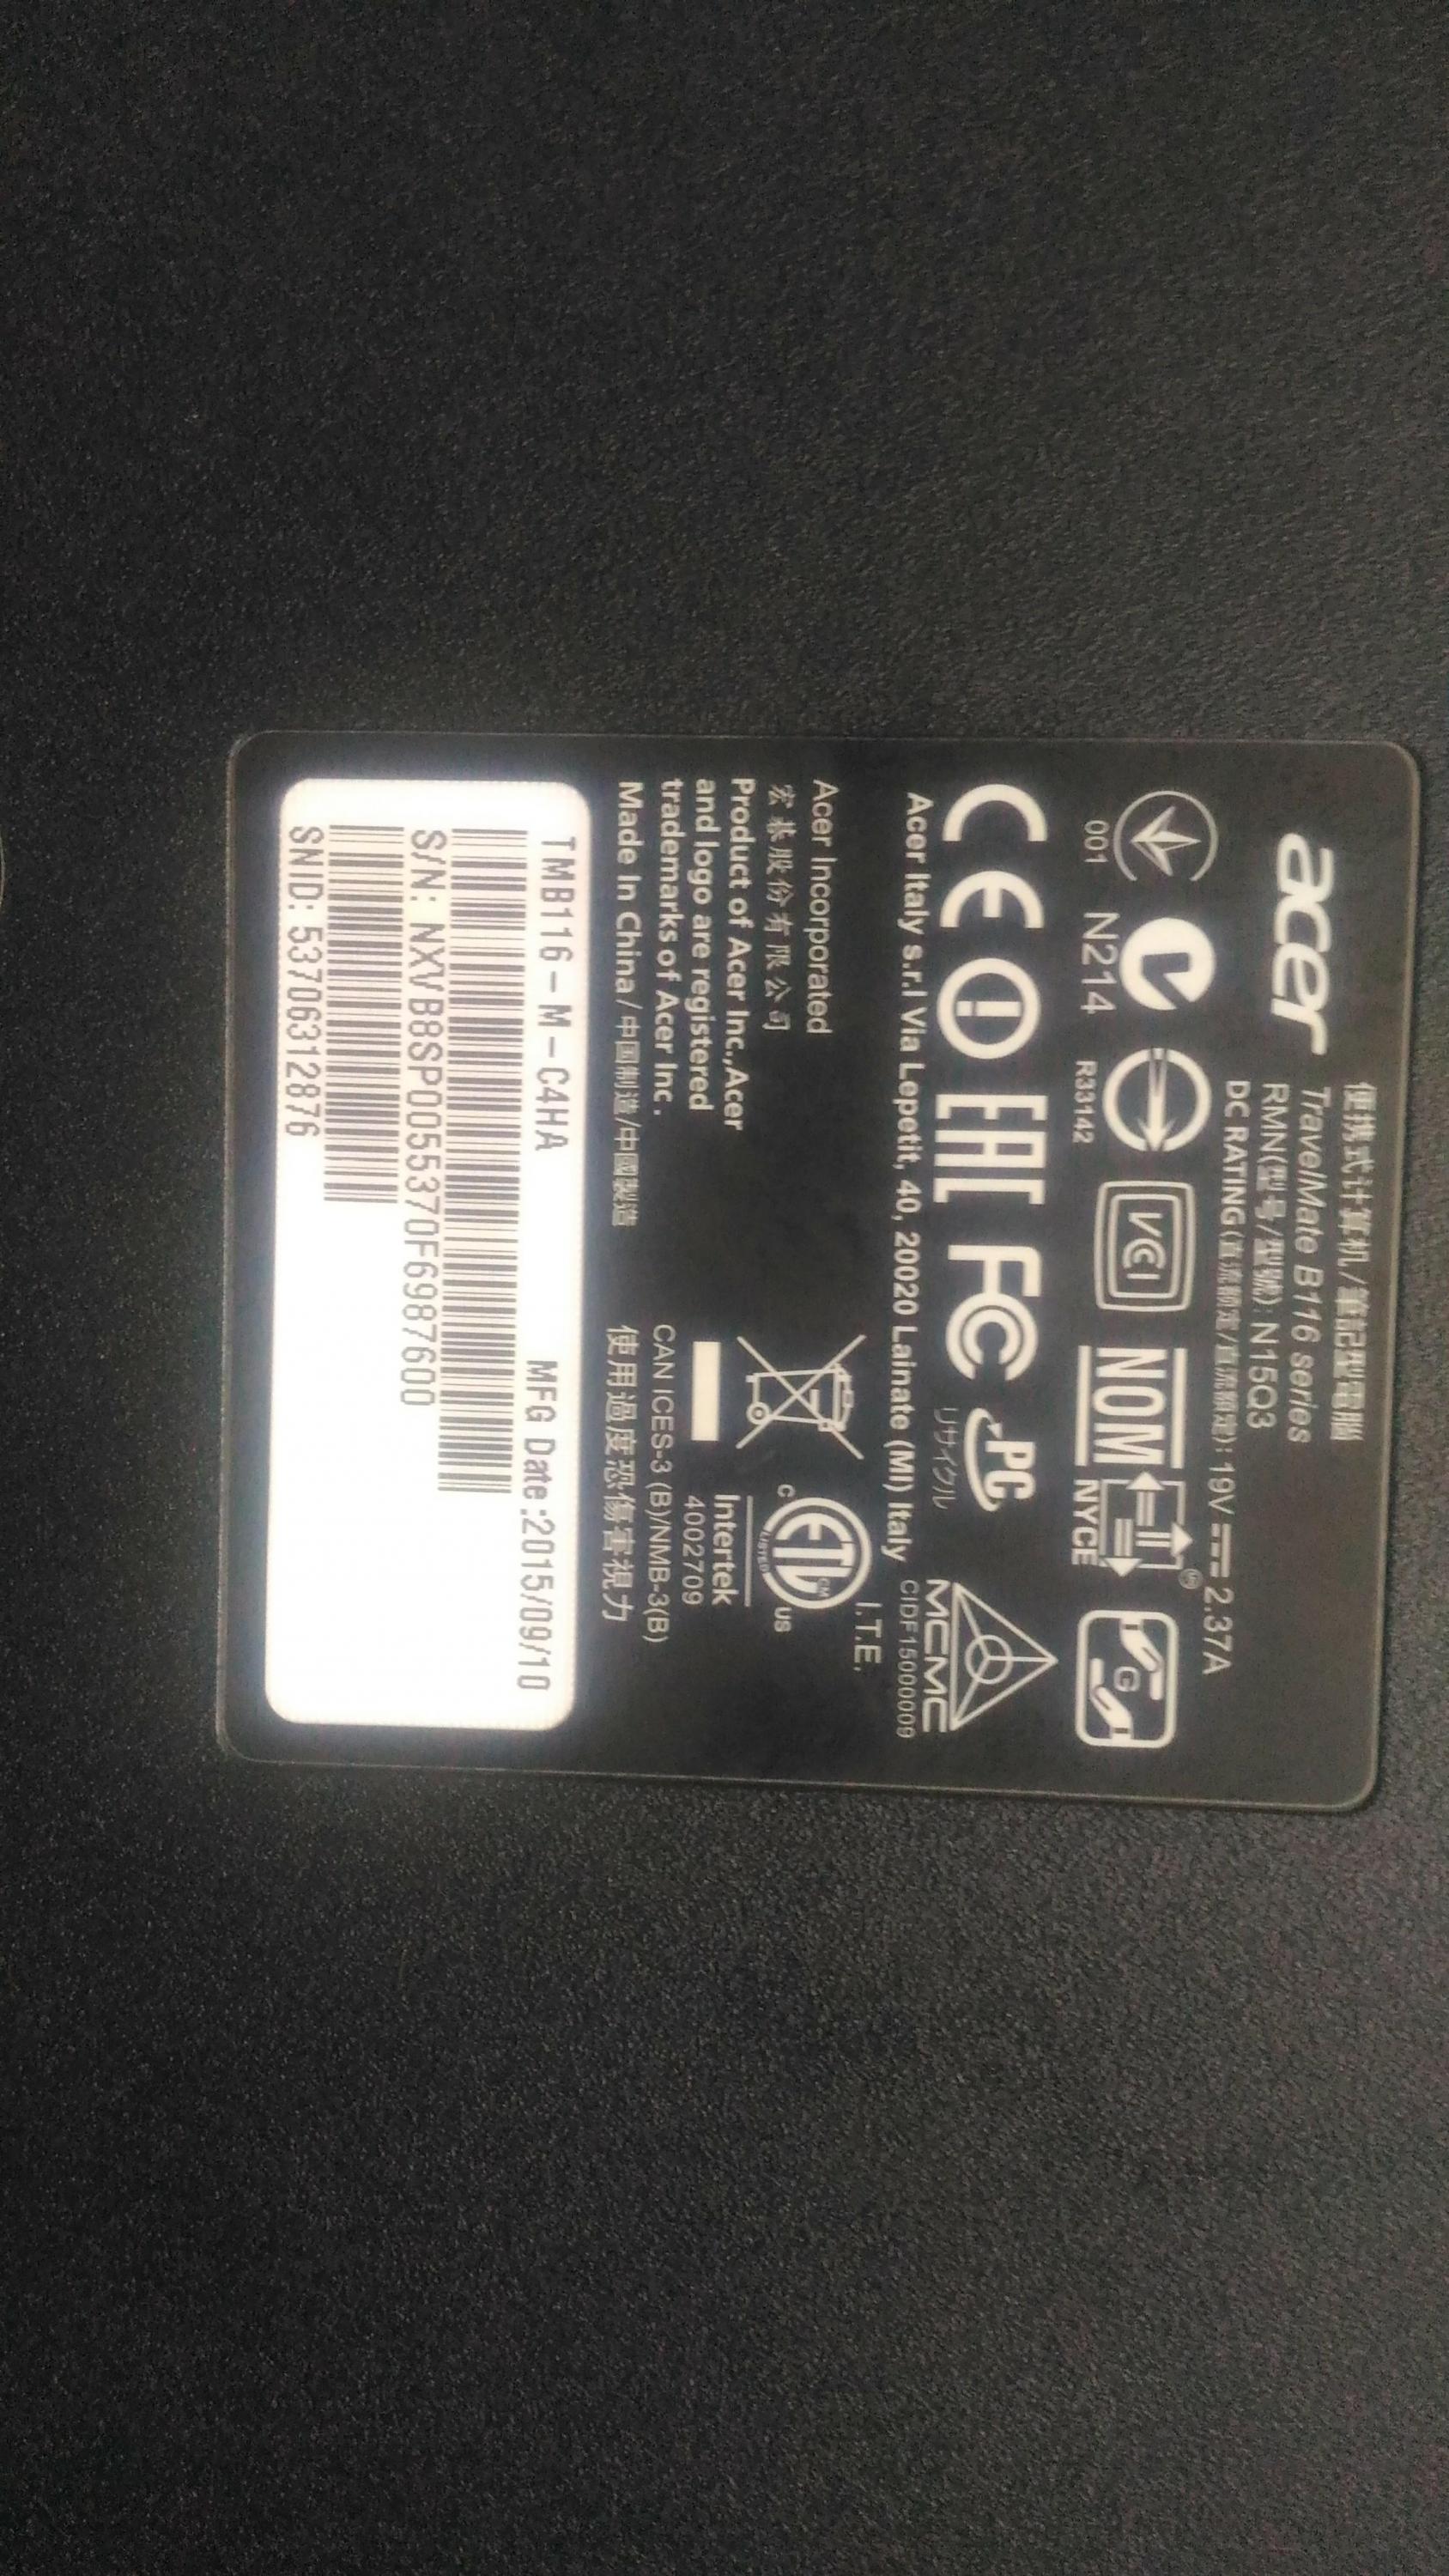 acer
便携式计算机/筆記型電腦
TravelMate B116 series
RMN(型号/型號): N15Q3
DC RATING(直流额定/直流額定): 19V 2.37A
001
N214
R33142
VCCI
NOM
NYCE
G
CE
EAC
FC
PC
リサイクル
MCMC
CIDF15000009
Acer Italy s.r.l Via Lepetit, 40, 20020 Lainate (MI) Italy
Acer Incorporated
宏碁股份有限公司
Product of Acer Inc.,Acer
and logo are registered
trademarks of Acer Inc.
Made In China / 中国制造/中國製造
I.T.E.
C ETL CM US
LISTED
Intertek
4002709
CAN ICES-3 (B)/NMB-3(B)
使用過度恐傷害視力
TMB116-M-C4HA MFG Date:2015/09/10
S/N: NXVB8SP0055370F6987600
SNID: 53706312876